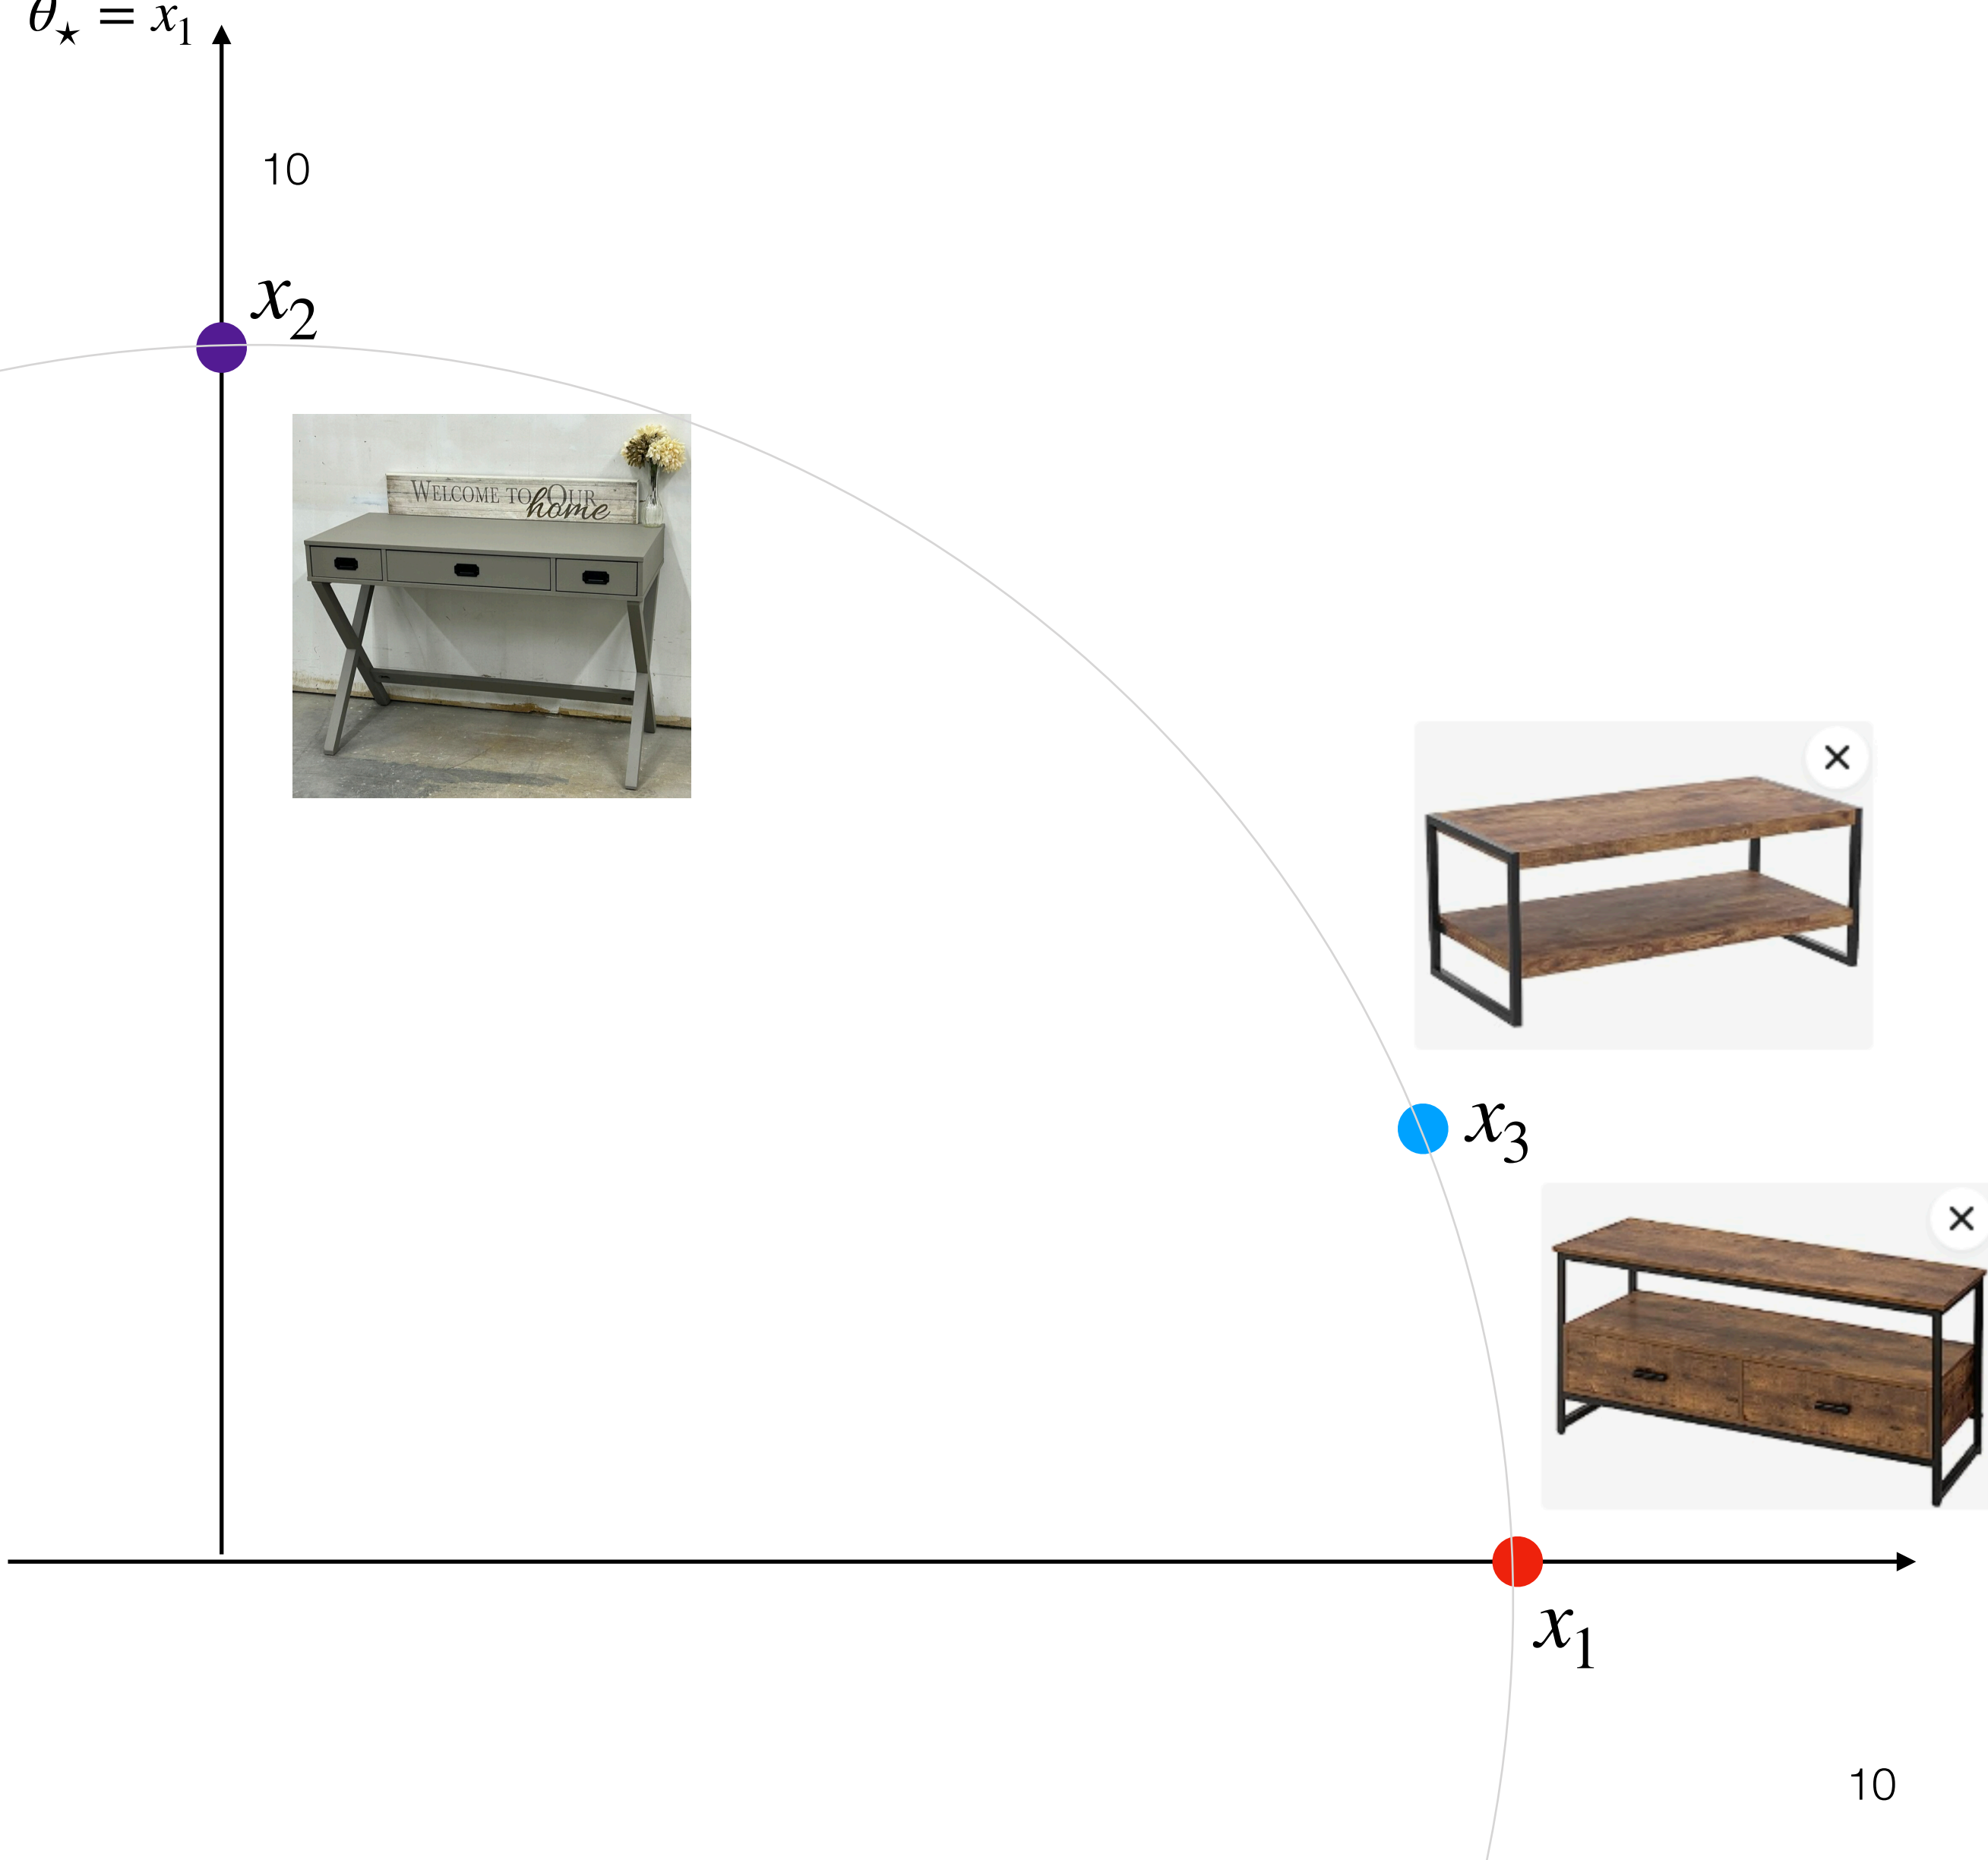 θ⋆ = x₁
10
x₂
WELCOME TO OUR
home
x₃
x₁
10